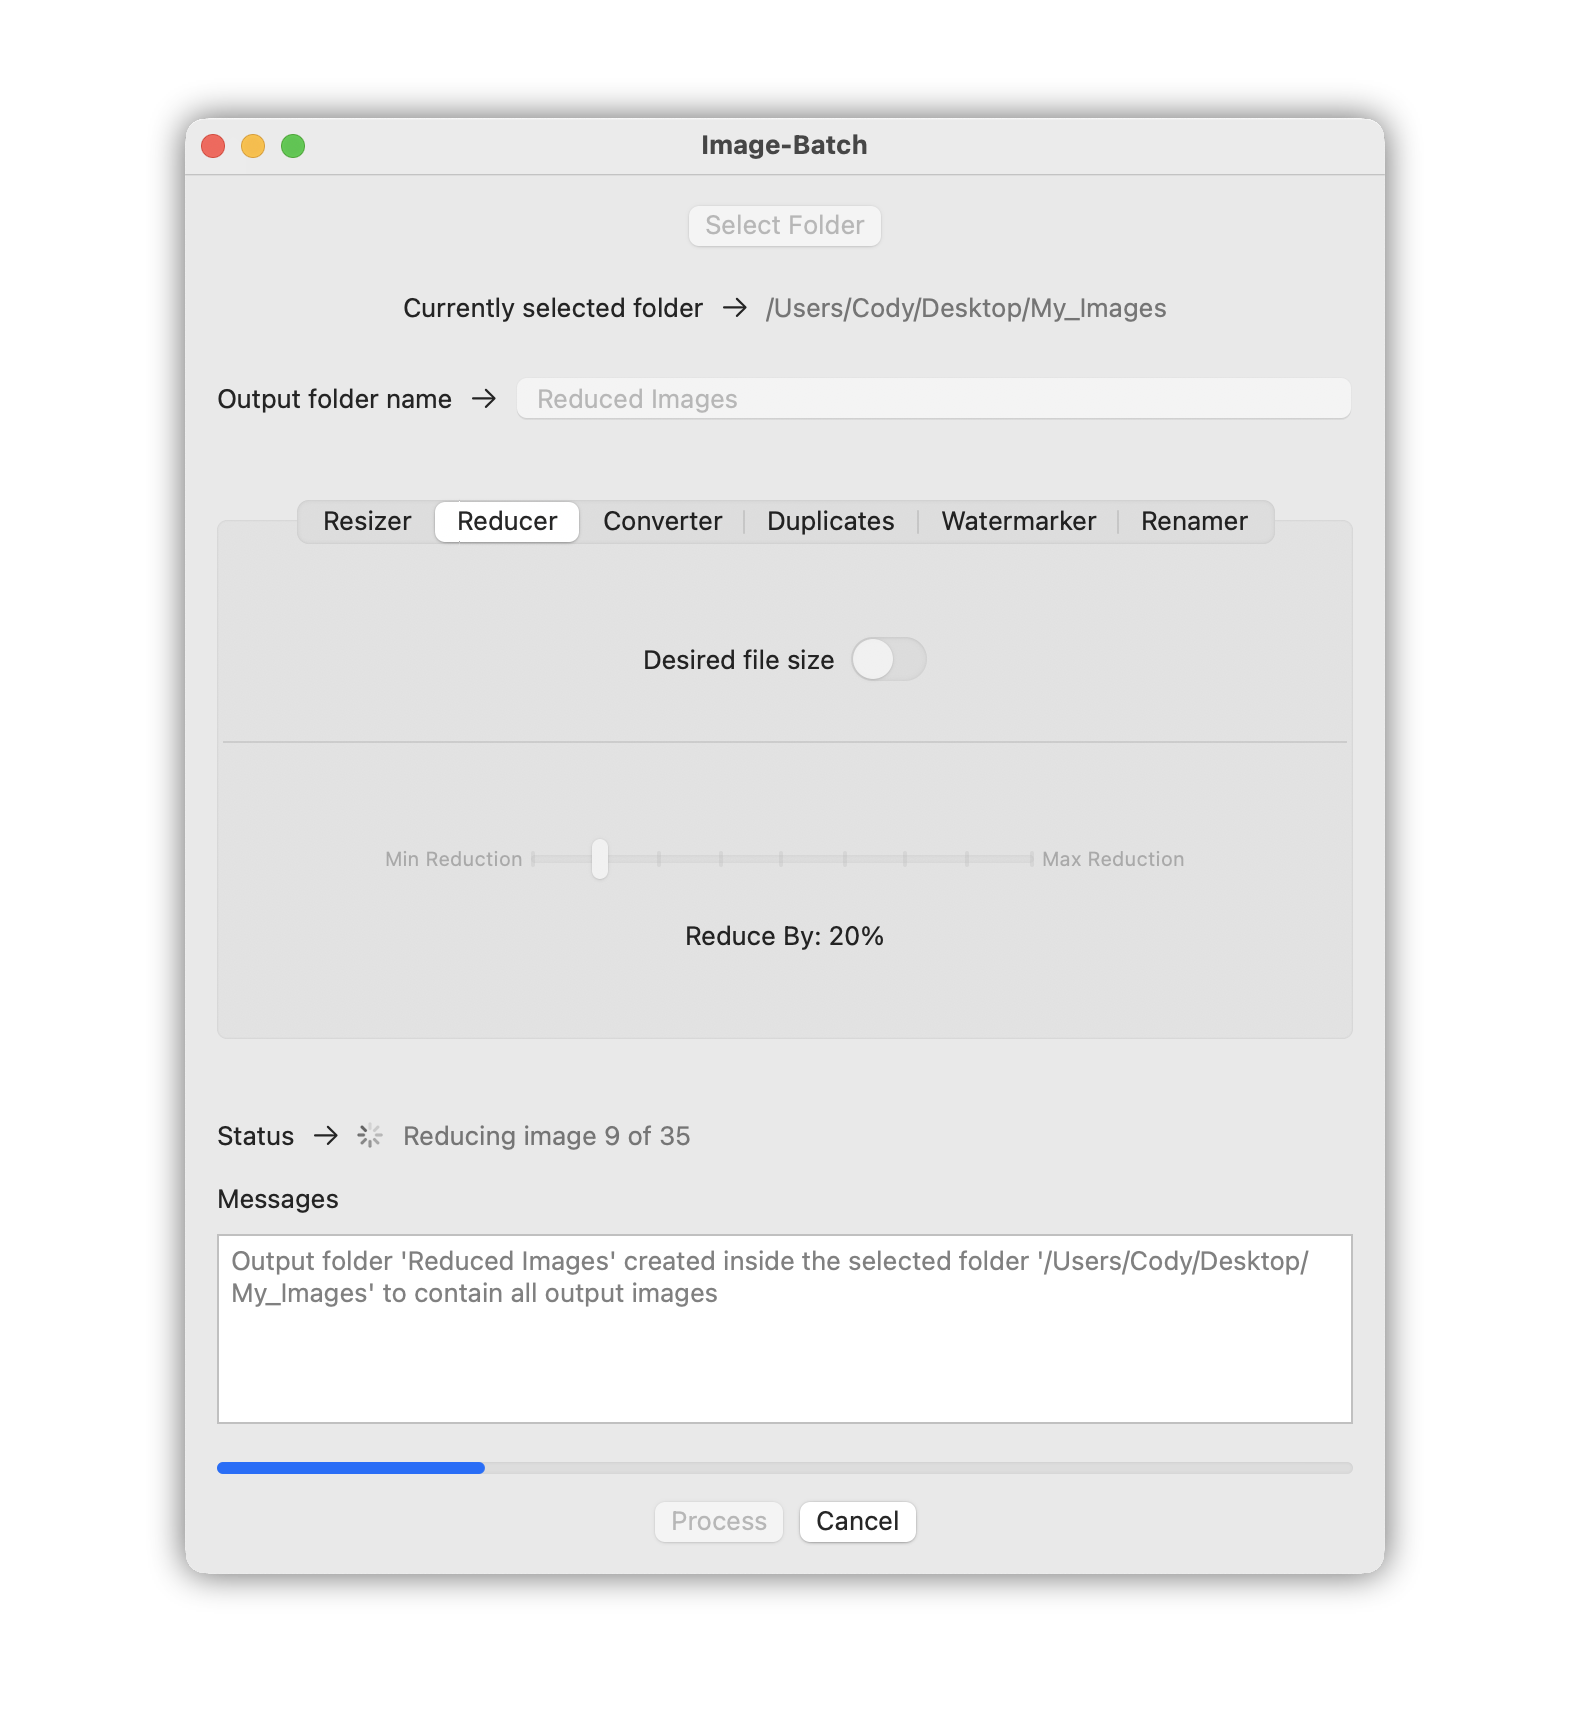 Image-Batch
Select Folder
Currently selected folder → /Users/Cody/Desktop/My_Images
Output folder name → Reduced Images
Resizer Reducer Converter Duplicates Watermarker Renamer
Desired file size
Min Reduction Max Reduction
Reduce By: 20%
Status → Reducing image 9 of 35
Messages
Output folder 'Reduced Images' created inside the selected folder '/Users/Cody/Desktop/
My_Images' to contain all output images
Process Cancel